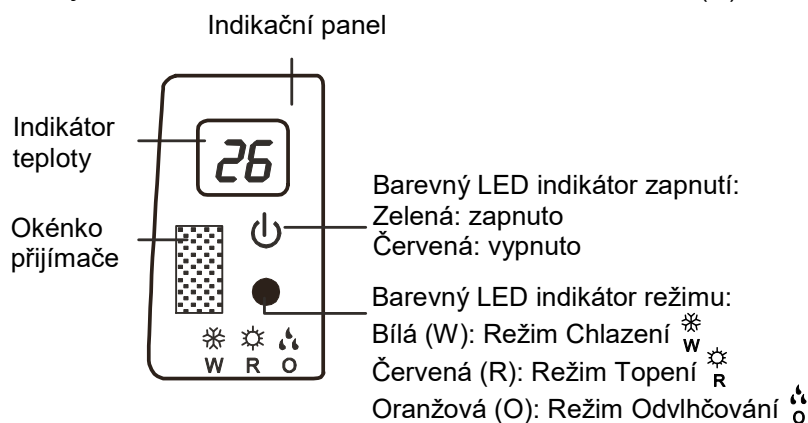 Indikační panel
Indikátor
teploty
26
Okénko
přijímače
Barevný LED indikátor zapnutí:
Zelená: zapnuto
Červená: vypnuto
Barevný LED indikátor režimu:
Bílá (W): Režim Chlazení W
Červená (R): Režim Topení R
Oranžová (O): Režim Odvlhčování O
W R O